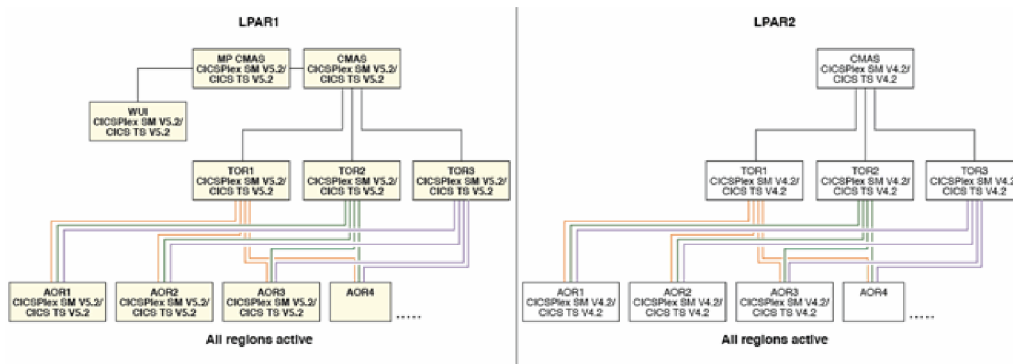 LPAR1
MP CMAS
CICSPlex SM V5.2/
CICS TS V5.2
CMAS
CICSPlex SM V5.2/
CICS TS V5.2
WUI
CICSPlex SM V5.2/
CICS TS V5.2
TOR1
CICSPlex SM V5.2/
CICS TS V5.2
TOR2
CICSPlex SM V5.2/
CICS TS V5.2
TOR3
CICSPlex SM V5.2/
CICS TS V5.2
AOR1
CICSPlex SM V5.2/
CICS TS V5.2
AOR2
CICSPlex SM V5.2/
CICS TS V5.2
AOR3
CICSPlex SM V5.2/
CICS TS V5.2
AOR4
.....
All regions active
LPAR2
CMAS
CICSPlex SM V4.2/
CICS TS V4.2
TOR1
CICSPlex SM V4.2/
CICS TS V4.2
TOR2
CICSPlex SM V4.2/
CICS TS V4.2
TOR3
CICSPlex SM V4.2/
CICS TS V4.2
AOR1
CICSPlex SM V4.2/
CICS TS V4.2
AOR2
CICSPlex SM V4.2/
CICS TS V4.2
AOR3
CICSPlex SM V4.2/
CICS TS V4.2
AOR4
.....
All regions active